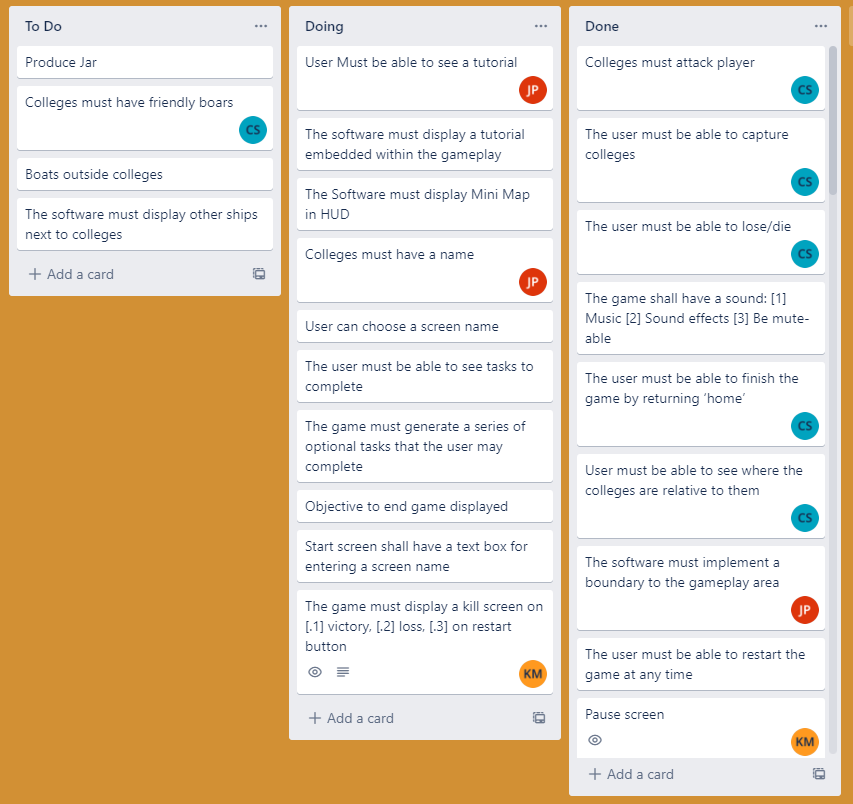 To Do
Produce Jar
Colleges must have friendly boars
CS
Boats outside colleges
The software must display other ships
next to colleges
Add a card
Doing
User Must be able to see a tutorial
JP
The software must display a tutorial
embedded within the gameplay
The Software must display Mini Map
in HUD
Colleges must have a name
JP
User can choose a screen name
The user must be able to see tasks to
complete
The game must generate a series of
optional tasks that the user may
complete
Objective to end game displayed
Start screen shall have a text box for
entering a screen name
The game must display a kill screen on
[.1] victory, [.2] loss, [.3] on restart
button
KM
Add a card
Done
Colleges must attack player
CS
The user must be able to capture
colleges
CS
The user must be able to lose/die
CS
The game shall have a sound: [1]
Music [2] Sound effects [3] Be mute-
able
The user must be able to finish the
game by returning ‘home’
CS
User must be able to see where the
colleges are relative to them
CS
The software must implement a
boundary to the gameplay area
JP
The user must be able to restart the
game at any time
Pause screen
KM
Add a card